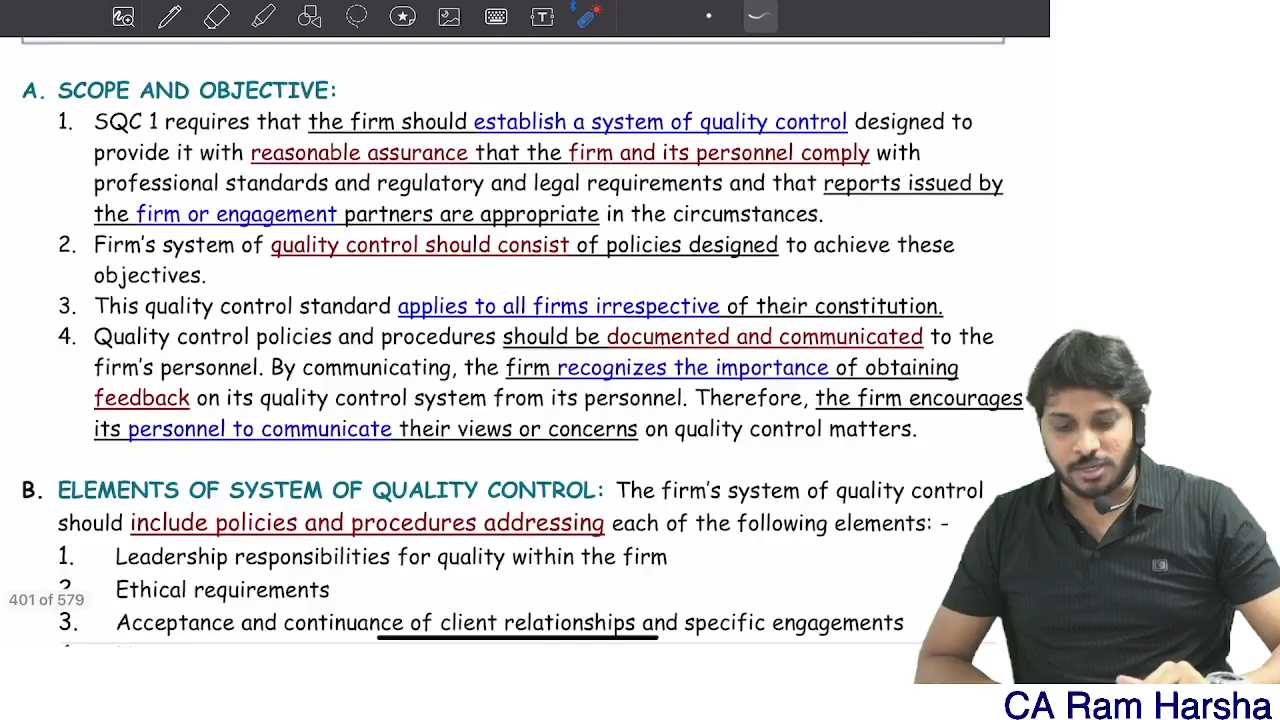 A. SCOPE AND OBJECTIVE:
1. SQC 1 requires that the firm should establish a system of quality control designed to
provide it with reasonable assurance that the firm and its personnel comply with
professional standards and regulatory and legal requirements and that reports issued by
the firm or engagement partners are appropriate in the circumstances.
2. Firm's system of quality control should consist of policies designed to achieve these
objectives.
3. This quality control standard applies to all firms irrespective of their constitution.
4. Quality control policies and procedures should be documented and communicated to the
firm's personnel. By communicating, the firm recognizes the importance of obtaining
feedback on its quality control system from its personnel. Therefore, the firm encourages
its personnel to communicate their views or concerns on quality control matters.
B. ELEMENTS OF SYSTEM OF QUALITY CONTROL: The firm's system of quality control
should include policies and procedures addressing each of the following elements: -
1. Leadership responsibilities for quality within the firm
2. Ethical requirements
401 of 579
3. Acceptance and continuance of client relationships and specific engagements
CA Ram Harsha